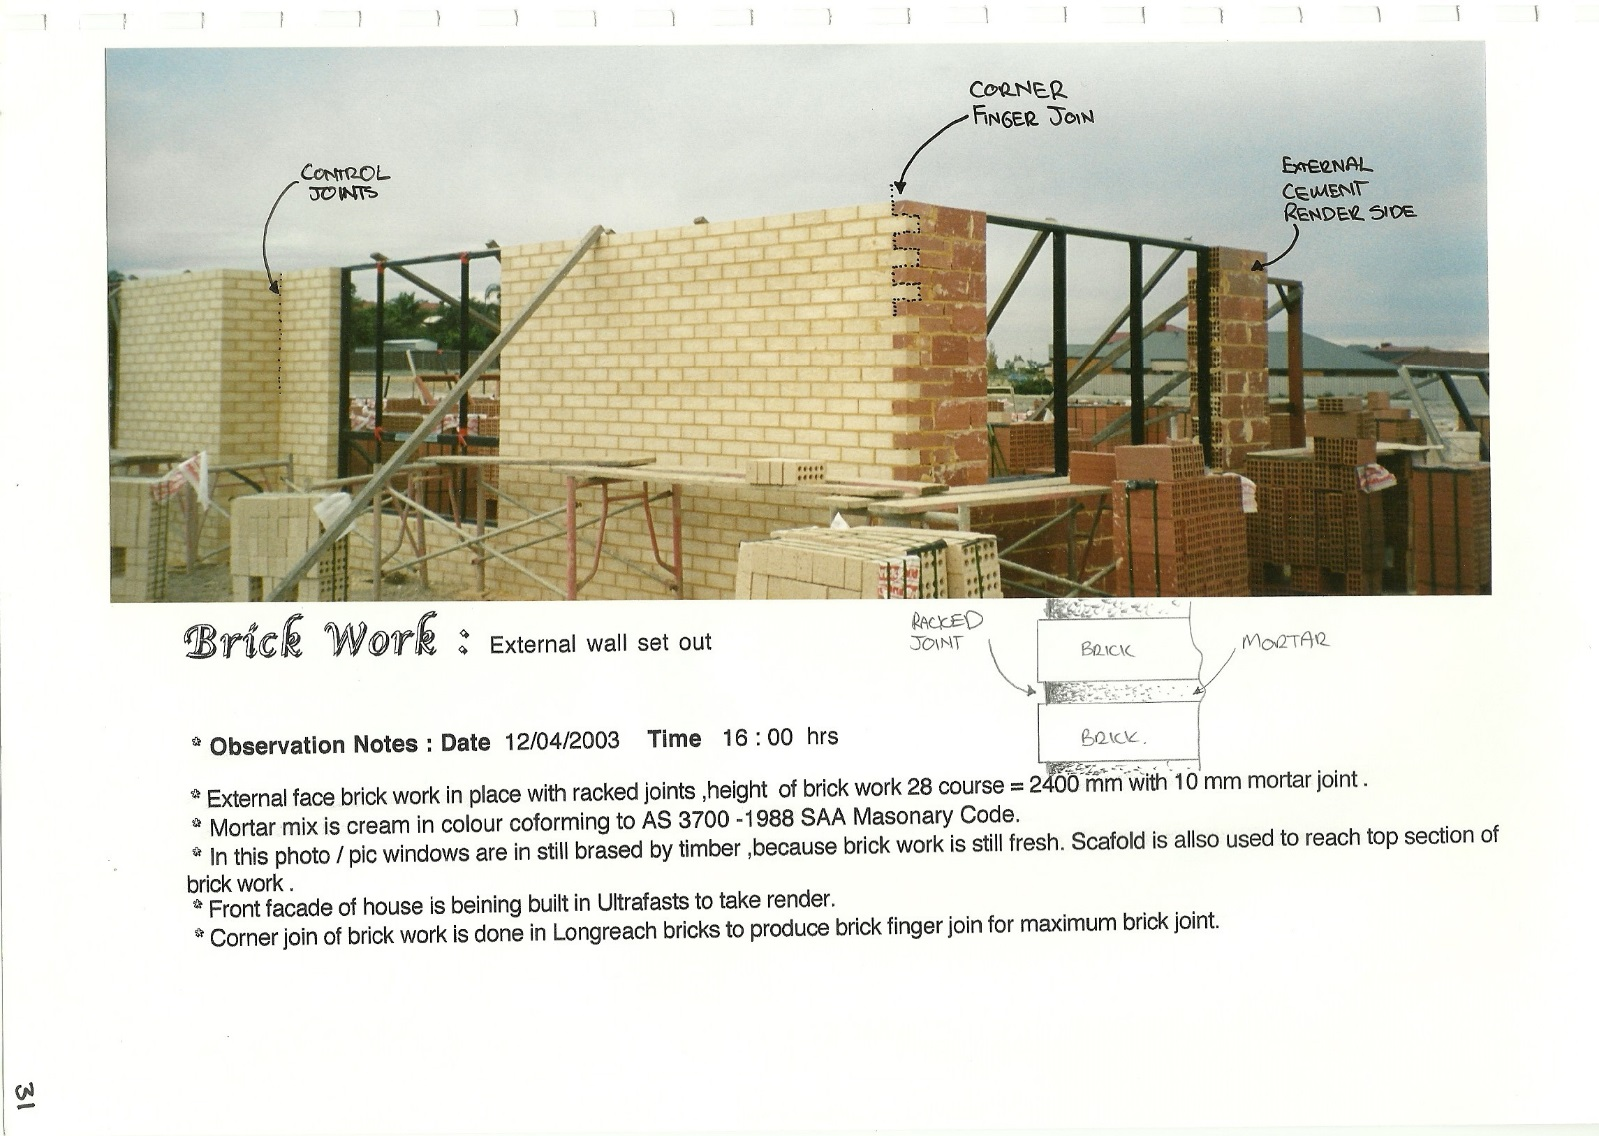 CORNER
FINGER JOIN
CONTROL
JOINTS
EXTERNAL
CEMENT
RENDER SIDE
Brick Work : External wall set out
RACKED
JOINT
BRICK
MORTAR
BRICK.
* Observation Notes : Date 12/04/2003 Time 16 : 00 hrs
* External face brick work in place with racked joints ,height of brick work 28 course = 2400 mm with 10 mm mortar joint .
* Mortar mix is cream in colour coforming to AS 3700 -1988 SAA Masonary Code.
* In this photo / pic windows are in still brased by timber ,because brick work is still fresh. Scafold is allso used to reach top section of
brick work .
* Front facade of house is beining built in Ultrafasts to take render.
* Corner join of brick work is done in Longreach bricks to produce brick finger join for maximum brick joint.
31